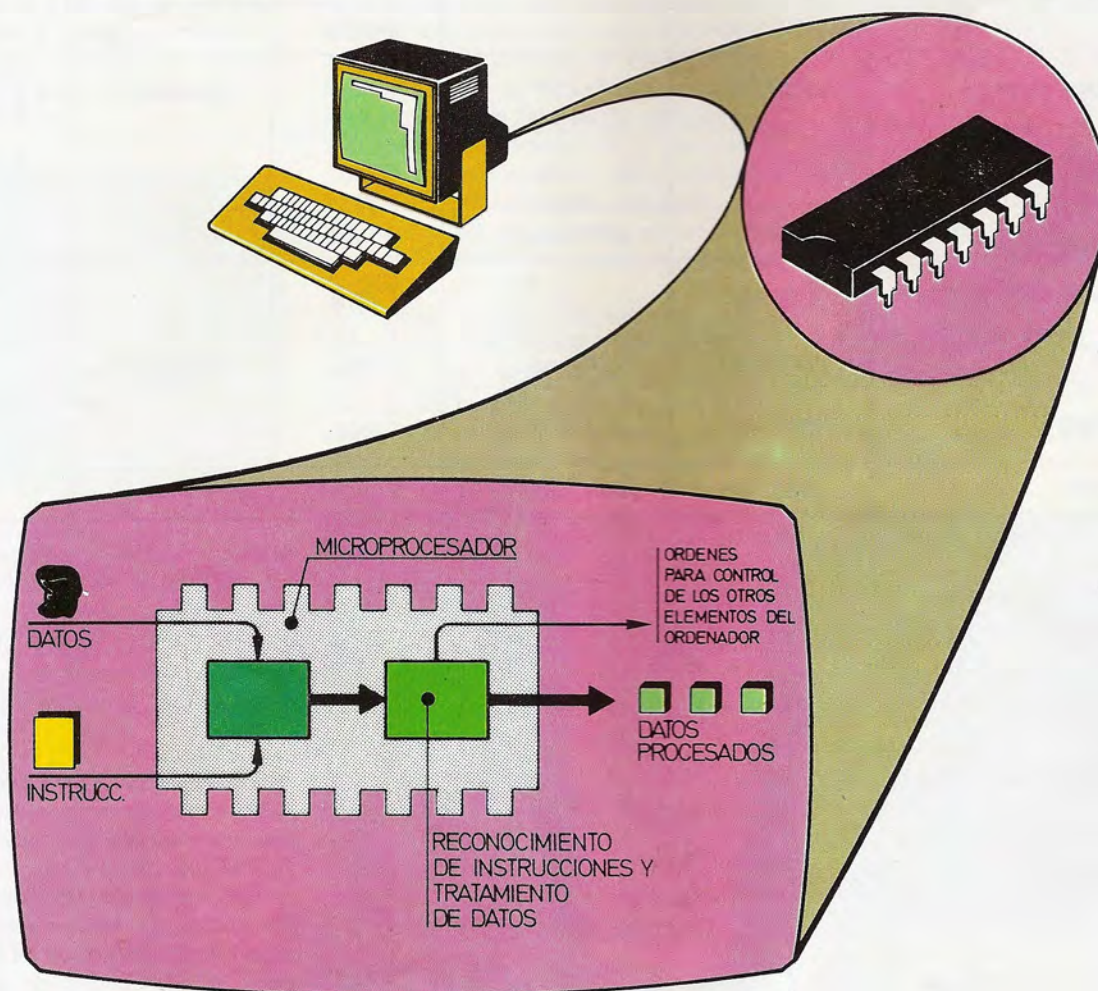 MICROPROCESADOR
ORDENES
PARA CONTROL
DE LOS OTROS
ELEMENTOS DEL
ORDENADOR
DATOS
DATOS
PROCESADOS
INSTRUCC.
RECONOCIMIENTO
DE INSTRUCCIONES Y
TRATAMIENTO
DE DATOS